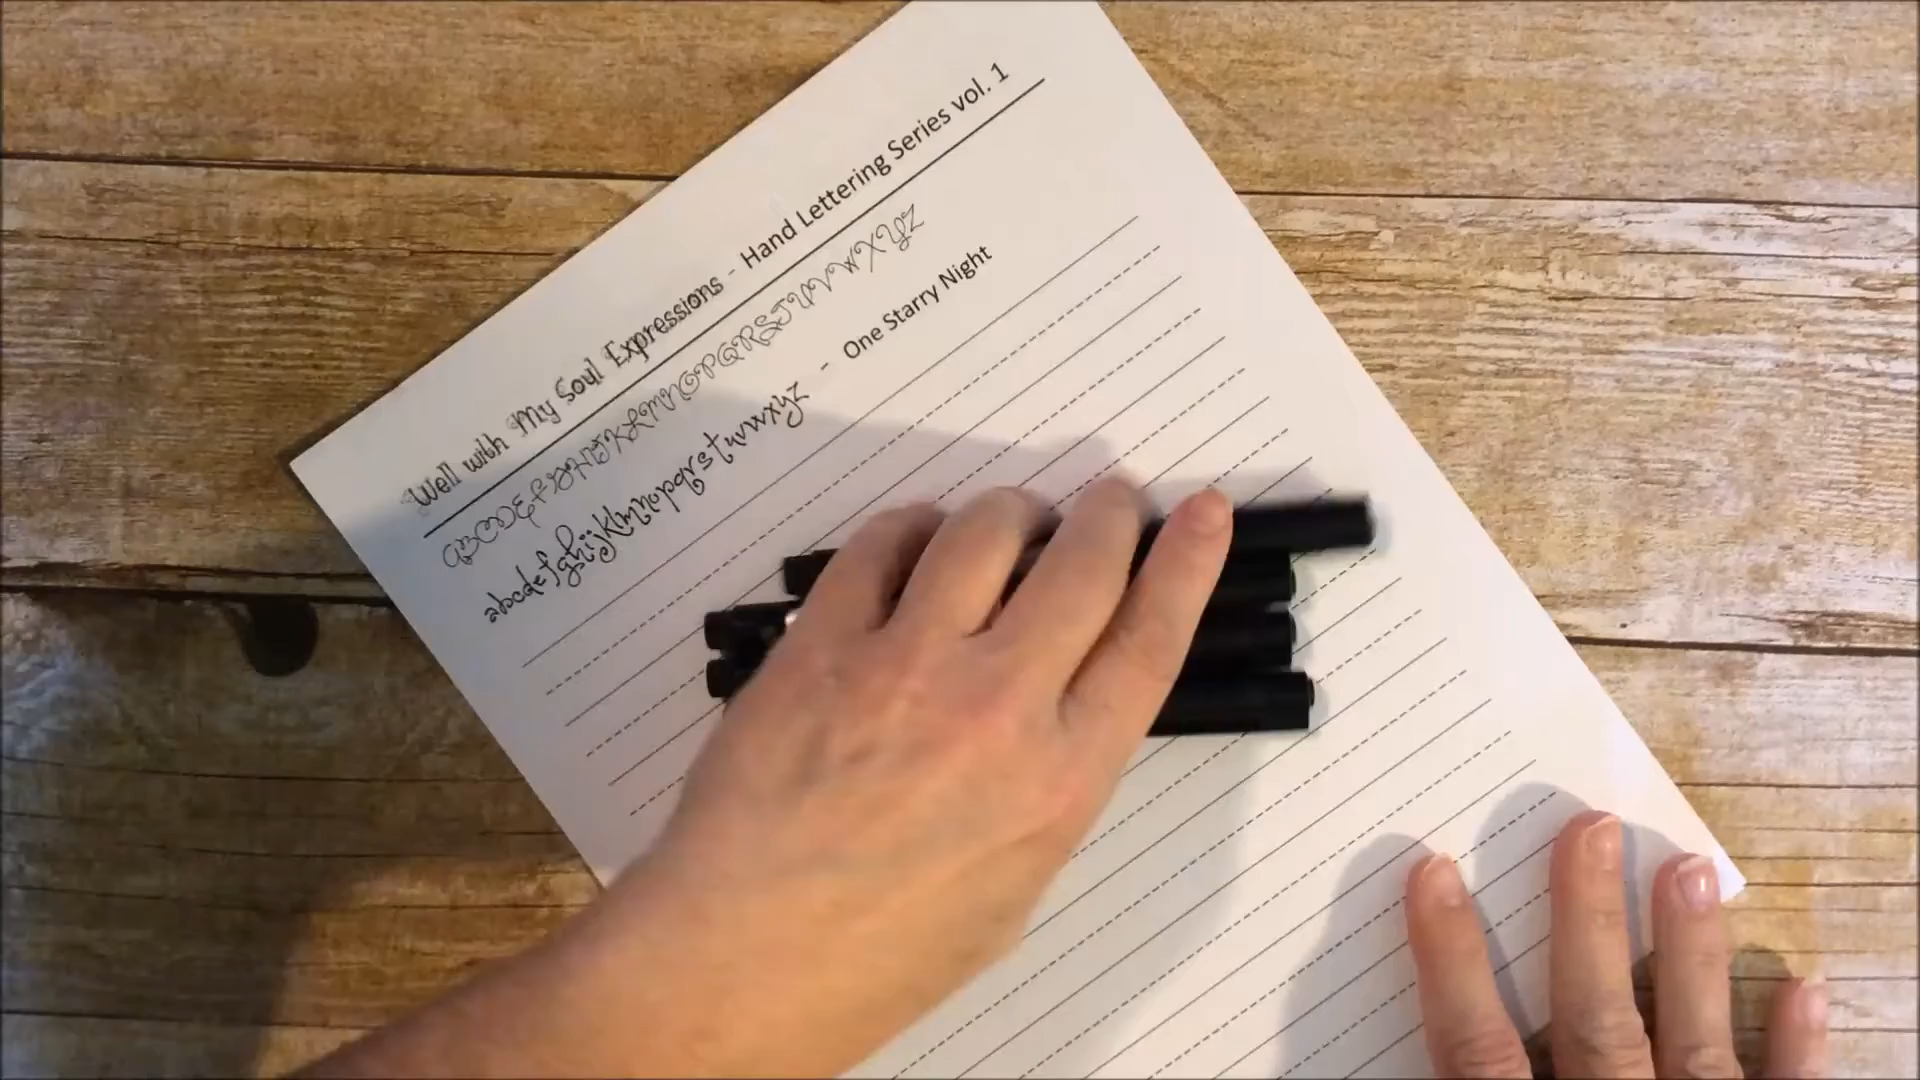 Well with My Soul Expressions - Hand Lettering Series vol. 1
ABCDEFGHIJKLMNOPQRSTUVWXYZ
abcdefghijklmnopqrstuvwxyz - One Starry Night